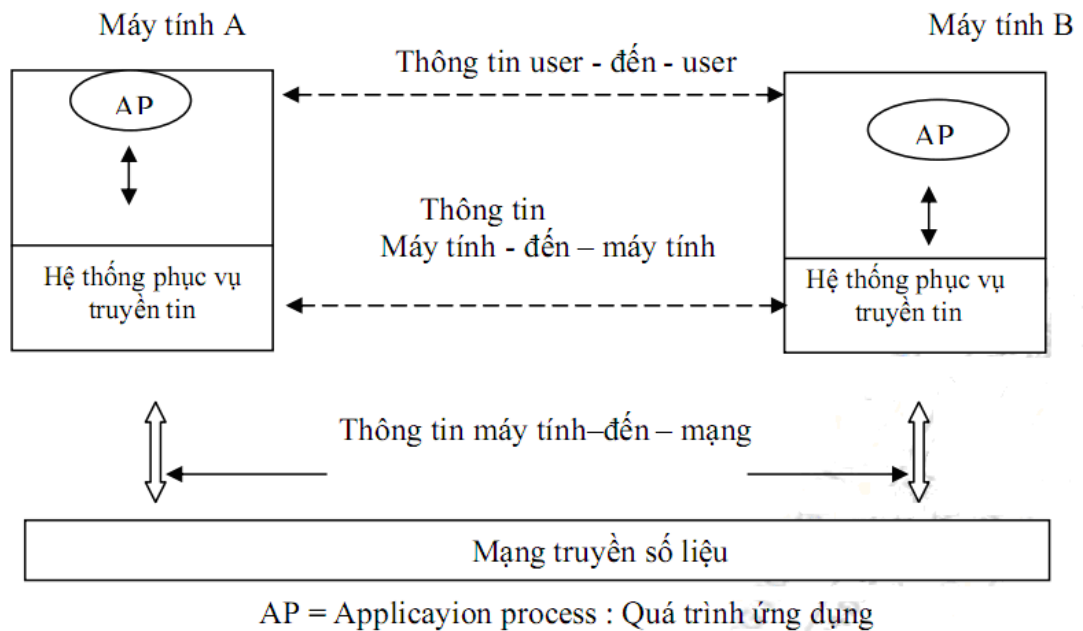 Máy tính A
Máy tính B
Thông tin user - đến - user
AP
AP
Thông tin
Máy tính - đến – máy tính
Hệ thống phục vụ
truyền tin
Hệ thống phục vụ
truyền tin
Thông tin máy tính–đến – mạng
Mạng truyền số liệu
AP = Applicayion process : Quá trình ứng dụng